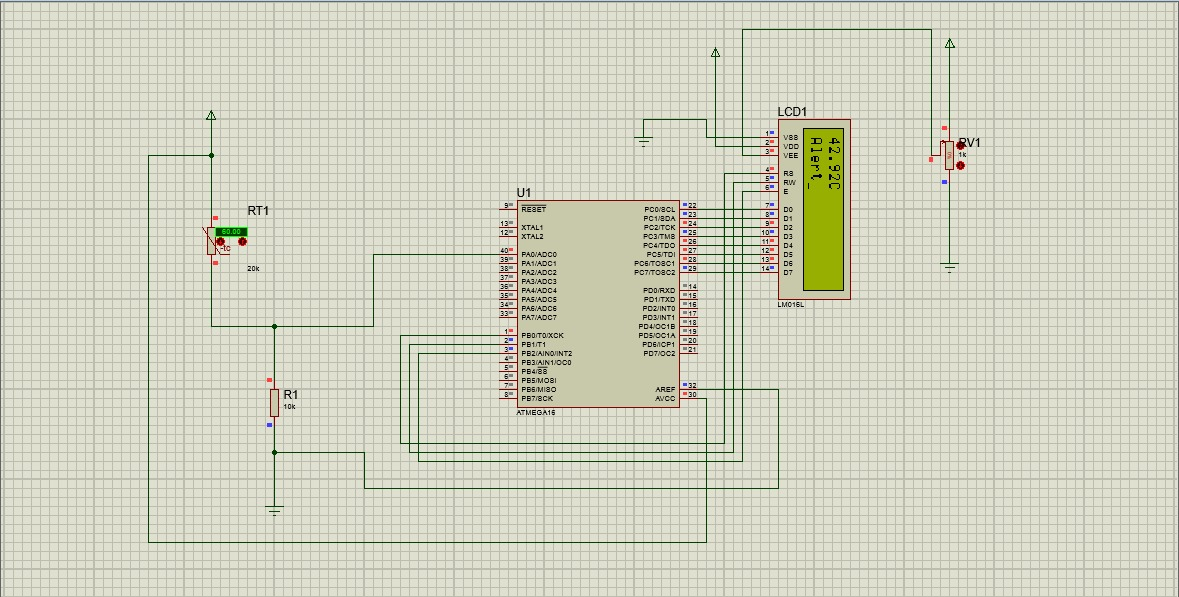 LCD1
1 VSS
2 VDD
3 VEE
4 RS
5 RW
6 E
7 D0
8 D1
9 D2
10 D3
11 D4
12 D5
13 D6
14 D7
LM016L
42.92C
Alert_
RV1
1k
RT1
60.00
-tc
20k
R1
10k
U1
9 RESET
13 XTAL1
12 XTAL2
40 PA0/ADC0
39 PA1/ADC1
38 PA2/ADC2
37 PA3/ADC3
36 PA4/ADC4
35 PA5/ADC5
34 PA6/ADC6
33 PA7/ADC7
1 PB0/T0/XCK
2 PB1/T1
3 PB2/AIN0/INT2
4 PB3/AIN1/OC0
5 PB4/SS
6 PB5/MOSI
7 PB6/MISO
8 PB7/SCK
PC0/SCL 22
PC1/SDA 23
PC2/TCK 24
PC3/TMS 25
PC4/TDO 26
PC5/TDI 27
PC6/TOSC1 28
PC7/TOSC2 29
PD0/RXD 14
PD1/TXD 15
PD2/INT0 16
PD3/INT1 17
PD4/OC1B 18
PD5/OC1A 19
PD6/ICP1 20
PD7/OC2 21
AREF 32
AVCC 30
ATMEGA16